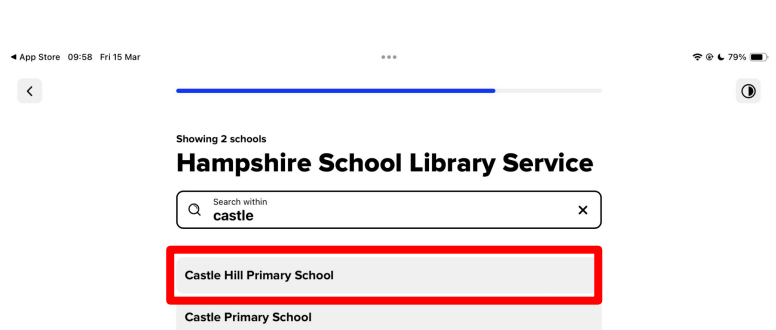 ◀ App Store 09:58 Fri 15 Mar 79%
Showing 2 schools
Hampshire School Library Service
Search within
castle
Castle Hill Primary School
Castle Primary School